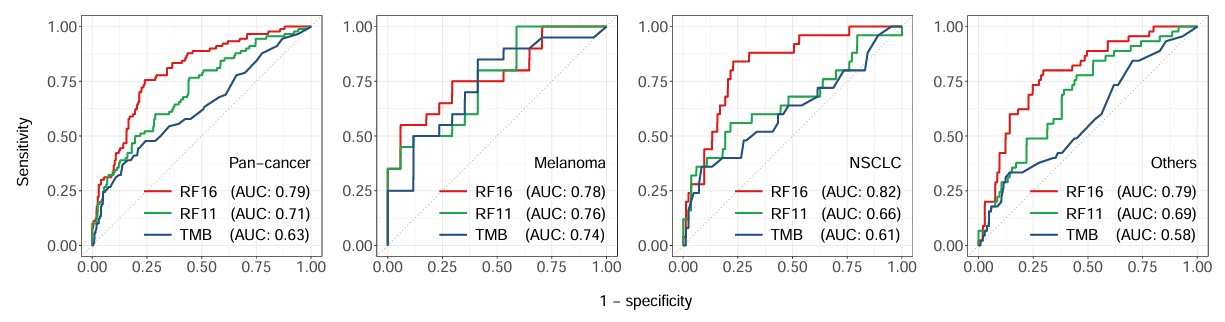 Sensitivity
1.00
0.75
0.50
0.25
0.00
Pan−cancer
RF16 (AUC: 0.79)
RF11 (AUC: 0.71)
TMB (AUC: 0.63)
0.00 0.25 0.50 0.75 1.00
1.00
0.75
0.50
0.25
0.00
Melanoma
RF16 (AUC: 0.78)
RF11 (AUC: 0.76)
TMB (AUC: 0.74)
0.00 0.25 0.50 0.75 1.00
1.00
0.75
0.50
0.25
0.00
NSCLC
RF16 (AUC: 0.82)
RF11 (AUC: 0.66)
TMB (AUC: 0.61)
0.00 0.25 0.50 0.75 1.00
1.00
0.75
0.50
0.25
0.00
Others
RF16 (AUC: 0.79)
RF11 (AUC: 0.69)
TMB (AUC: 0.58)
0.00 0.25 0.50 0.75 1.00
1 − specificity